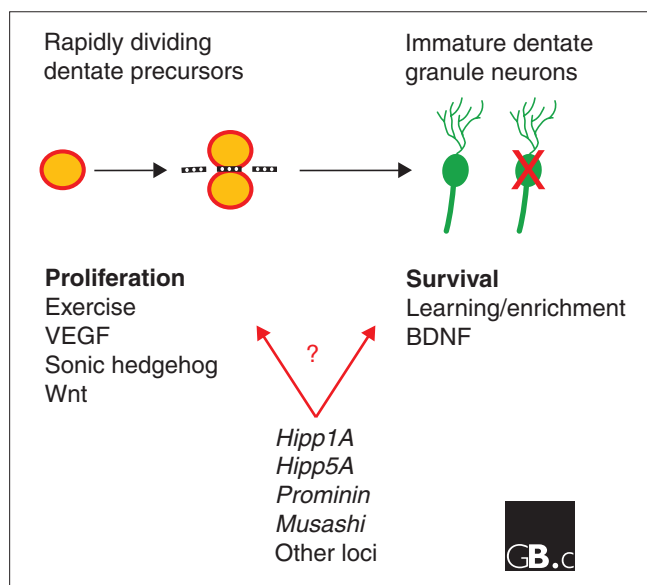 Rapidly dividing
dentate precursors
Immature dentate
granule neurons
Proliferation
Exercise
VEGF
Sonic hedgehog
Wnt
Survival
Learning/enrichment
BDNF
?
Hipp1A
Hipp5A
Prominin
Musashi
Other loci
GB.c